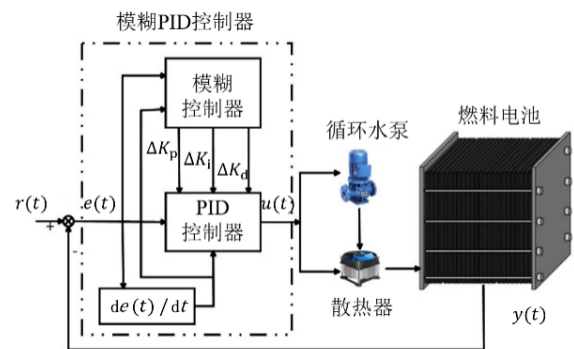 模糊PID控制器
模糊
控制器
循环水泵
燃料电池
ΔKp
ΔKi
ΔKd
r(t)
e(t)
PID
控制器
u(t)
+
-
散热器
de(t)/dt
y(t)